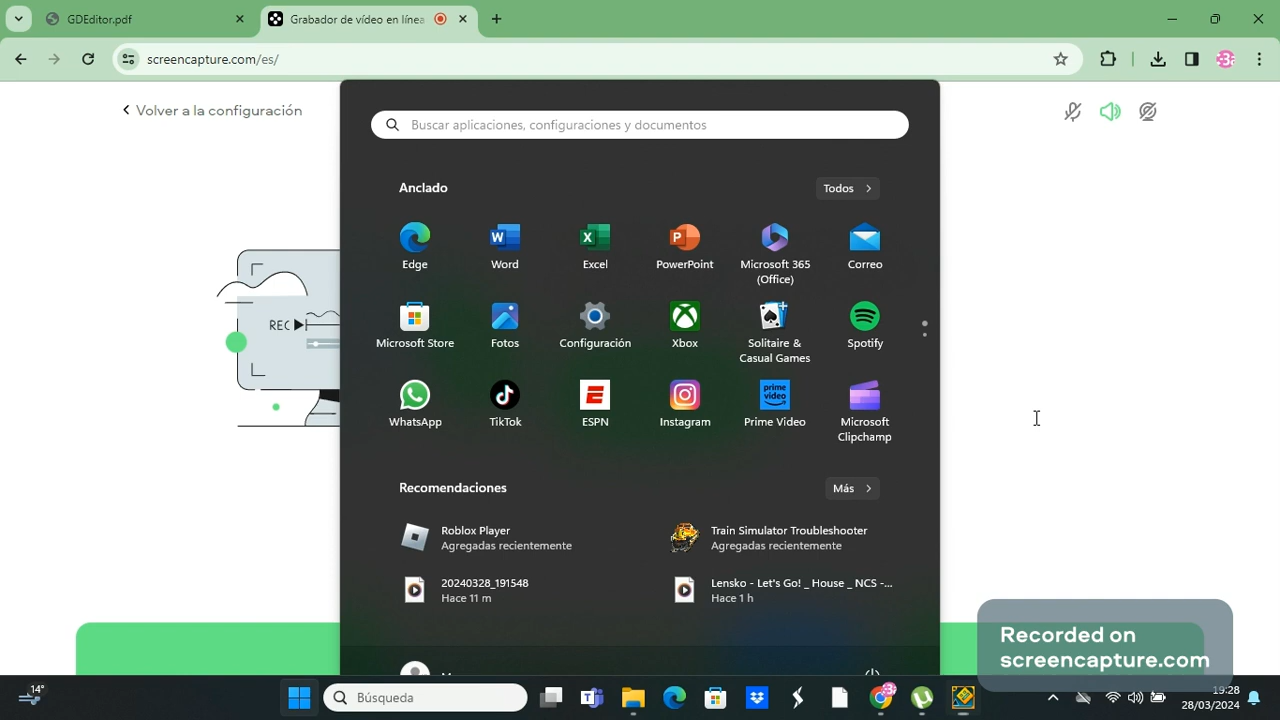 GDEditor.pdf
Grabador de vídeo en línea
screencapture.com/es/
Volver a la configuración
Buscar aplicaciones, configuraciones y documentos
Anclado
Todos
Edge
Word
Excel
PowerPoint
Microsoft 365
(Office)
Correo
Microsoft Store
Fotos
Configuración
Xbox
Solitaire &
Casual Games
Spotify
WhatsApp
TikTok
ESPN
Instagram
prime
video
Prime Video
Microsoft
Clipchamp
REC
Recomendaciones
Más
Roblox Player
Agregadas recientemente
Train Simulator Troubleshooter
Agregadas recientemente
20240328_191548
Hace 11 m
Lensko - Let's Go! _ House _ NCS -...
Hace 1 h
Recorded on
screencapture.com
14°
Búsqueda
19:28
28/03/2024